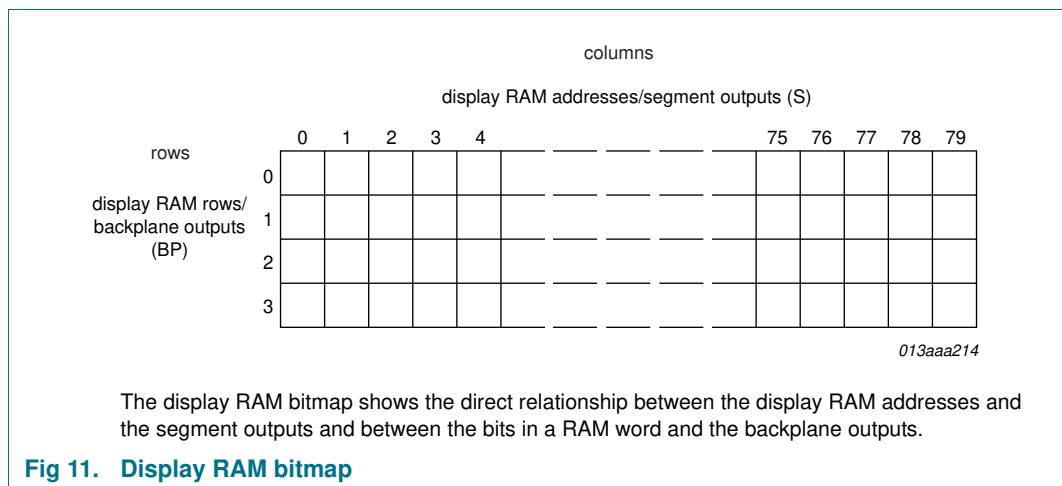 columns
display RAM addresses/segment outputs (S)
0 1 2 3 4 75 76 77 78 79
rows
0
display RAM rows/
1
backplane outputs
(BP)
2
3
013aaa214
The display RAM bitmap shows the direct relationship between the display RAM addresses and
the segment outputs and between the bits in a RAM word and the backplane outputs.
Fig 11. Display RAM bitmap